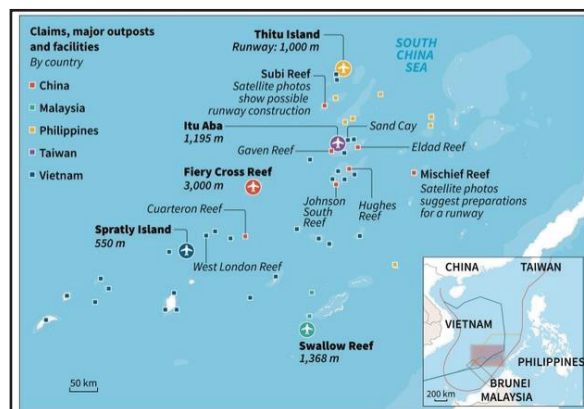 Claims, major outposts
and facilities
By country
China
Malaysia
Philippines
Taiwan
Vietnam
Thitu Island
Runway: 1,000 m
SOUTH
CHINA
SEA
Subi Reef
Satellite photos
show possible
runway construction
Itu Aba
1,195 m
Sand Cay
Gaven Reef
Eldad Reef
Fiery Cross Reef
3,000 m
Mischief Reef
Satellite photos
suggest preparations
for a runway
Johnson
South
Reef
Hughes
Reef
Cuarteron Reef
Spratly Island
550 m
West London Reef
Swallow Reef
1,368 m
50 km
CHINA
TAIWAN
VIETNAM
PHILIPPINES
BRUNEI
MALAYSIA
200 km